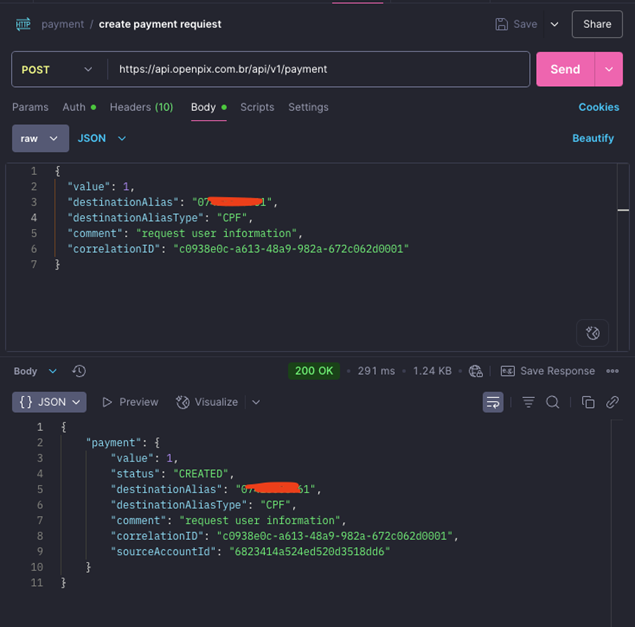 HTTP payment / create payment requiest Save Share
POST https://api.openpix.com.br/api/v1/payment Send
Params Auth Headers (10) Body Scripts Settings Cookies
raw JSON Beautify
1 {
2 "value": 1,
3 "destinationAlias": "07 1",
4 "destinationAliasType": "CPF",
5 "comment": "request user information",
6 "correlationID": "c0938e0c-a613-48a9-982a-672c062d0001"
7 }
Body 200 OK • 291 ms • 1.24 KB • Save Response
{} JSON Preview Visualize
1 {
2 "payment": {
3 "value": 1,
4 "status": "CREATED",
5 "destinationAlias": "07 61",
6 "destinationAliasType": "CPF",
7 "comment": "request user information",
8 "correlationID": "c0938e0c-a613-48a9-982a-672c062d0001",
9 "sourceAccountId": "6823414a524ed520d3518dd6"
10 }
11 }